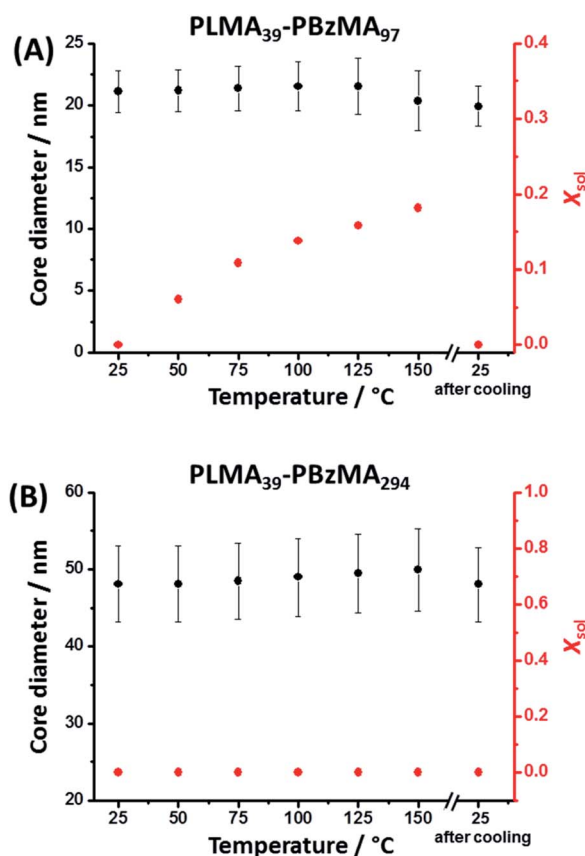 (A)
PLMA39-PBzMA97
Core diameter / nm
25
20
15
10
5
0
0.4
0.3
0.2
0.1
0.0
Xsol
25 50 75 100 125 150 25
after cooling
Temperature / °C
(B)
PLMA39-PBzMA294
Core diameter / nm
60
50
40
30
20
1.0
0.8
0.6
0.4
0.2
0.0
Xsol
25 50 75 100 125 150 25
after cooling
Temperature / °C